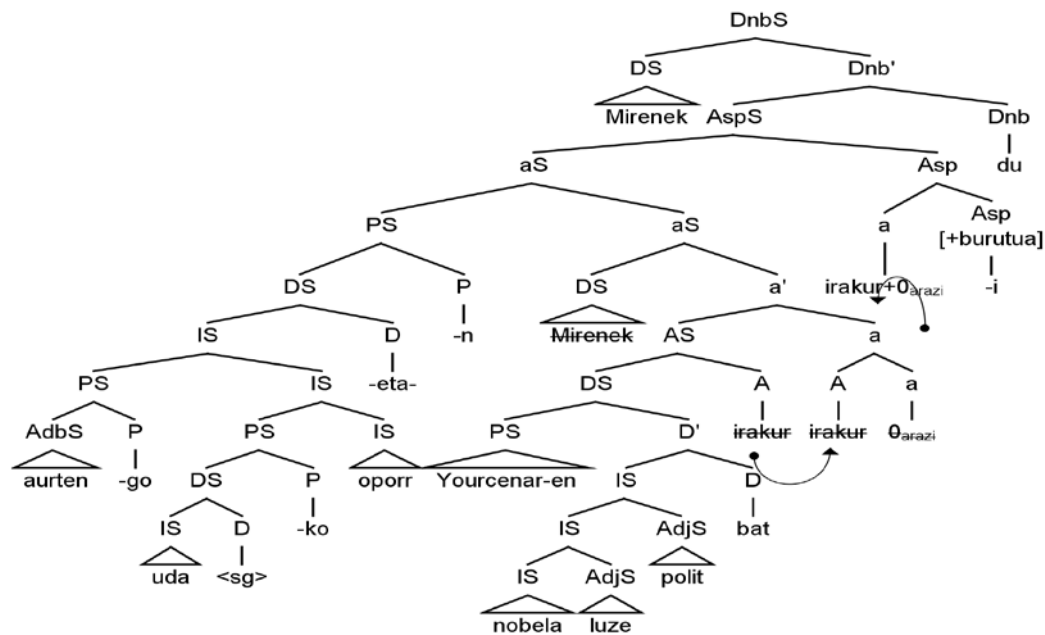 DnbS
DS Dnb'
Mirenek AspS Dnb
aS Asp du
PS aS a Asp
[+burutua]
DS P DS a' irakur+0arazi -i
IS D -n Mirenek AS a
PS IS -eta- DS A A a
AdbS P PS IS PS D' irakur irakur 0arazi
aurten -go DS P oporr Yourcenar-en IS D
IS D -ko IS AdjS bat
uda <sg> IS AdjS polit
nobela luze